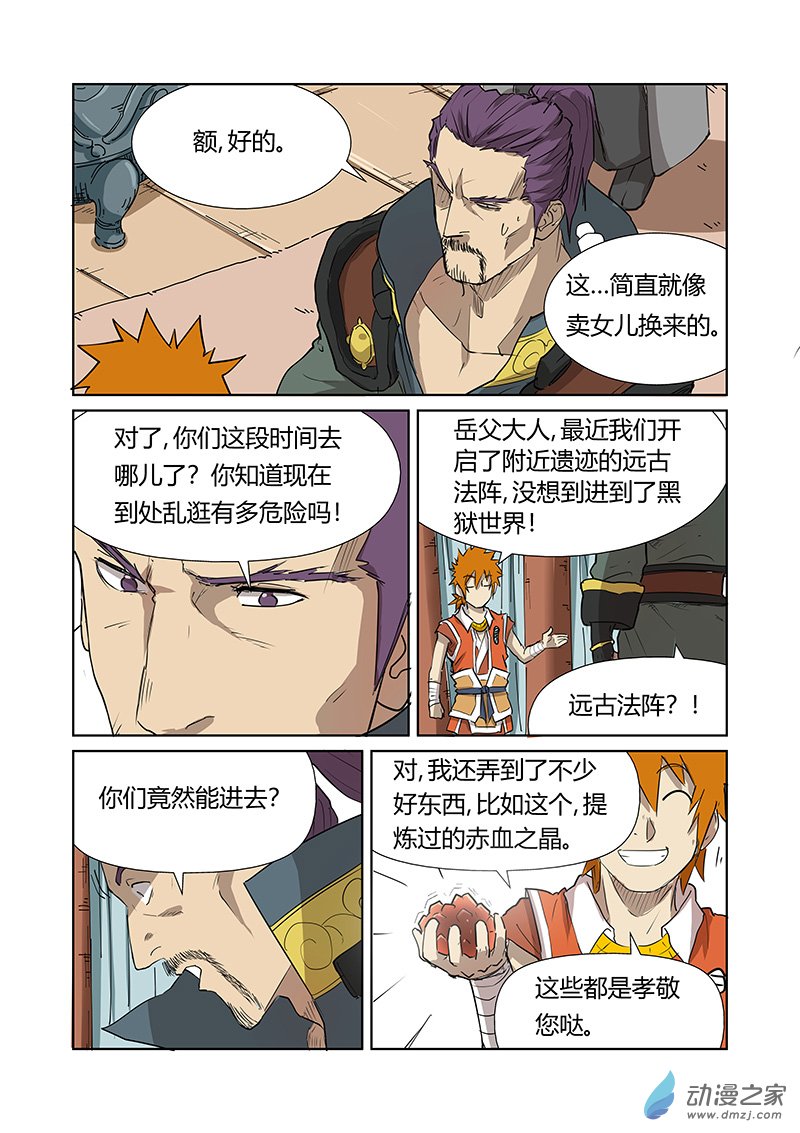 额,好的。
这…简直就像
卖女儿换来的。
对了,你们这段时间去
哪儿了？你知道现在
到处乱逛有多危险吗！
岳父大人,最近我们开
启了附近遗迹的远古
法阵,没想到进到了黑
狱世界！
远古法阵？！
你们竟然能进去？
对,我还弄到了不少
好东西,比如这个,提
炼过的赤血之晶。
这些都是孝敬
您哒。
动漫之家
www.dmzj.com